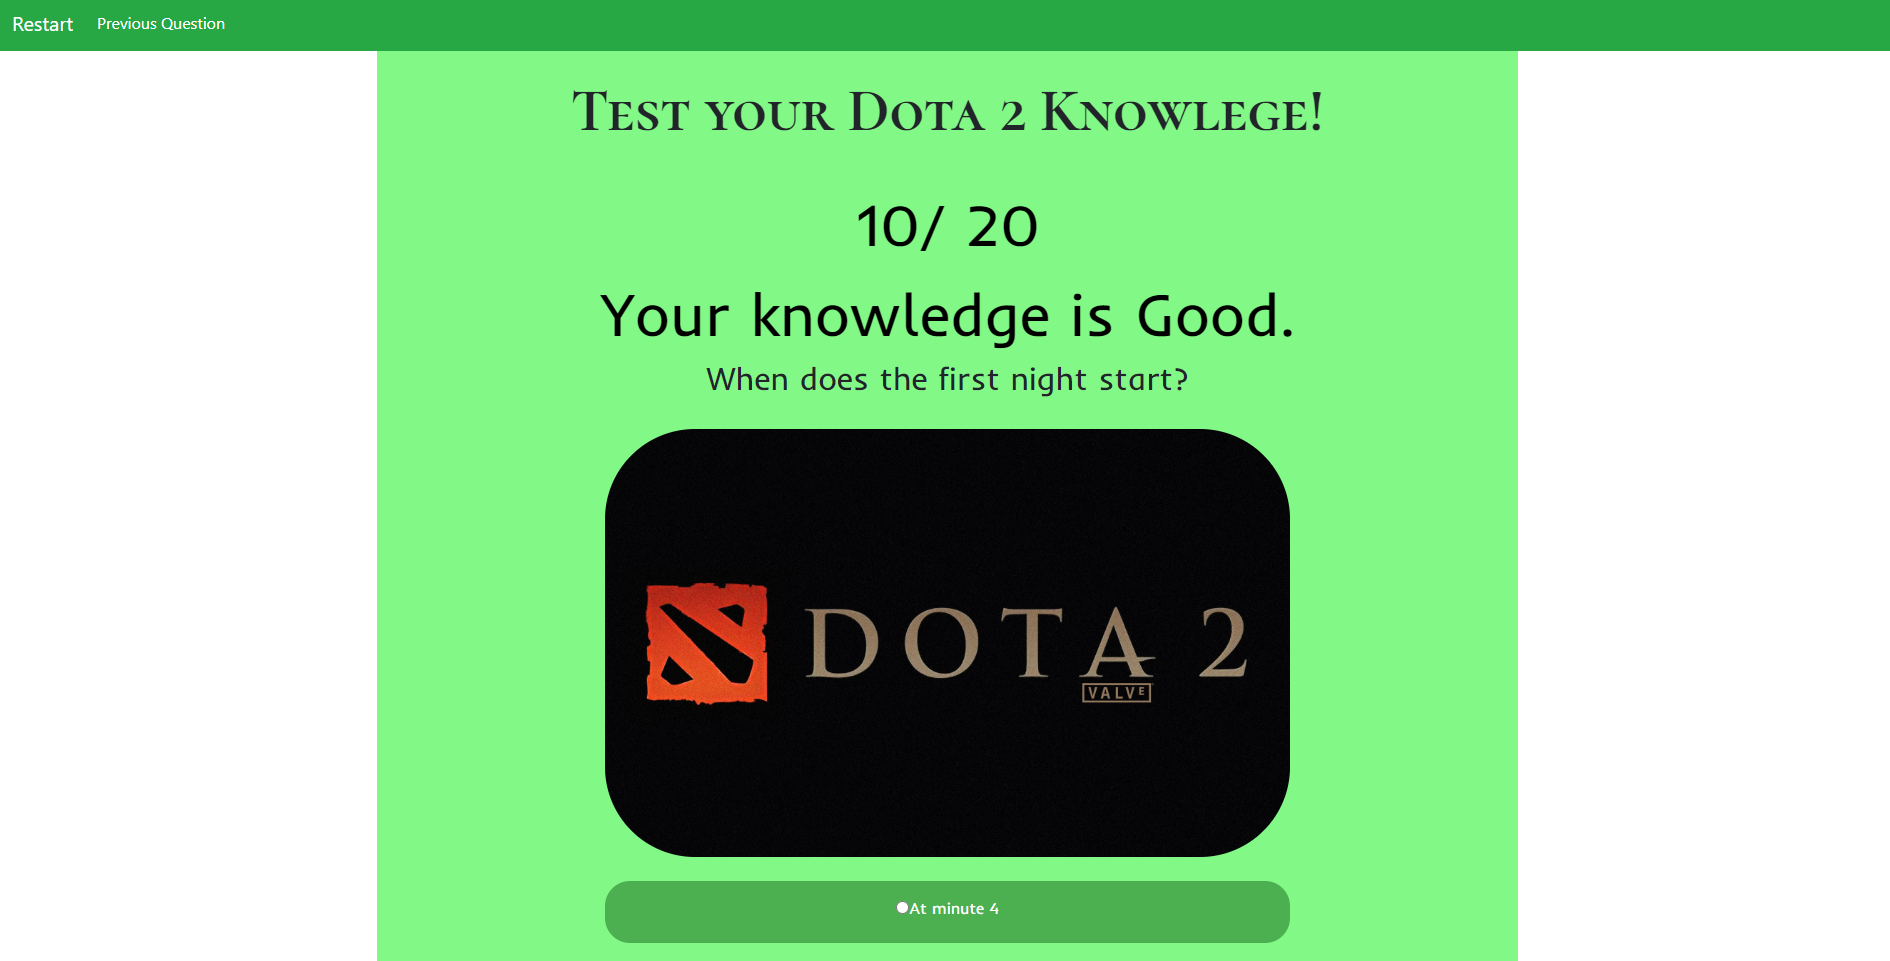 Restart Previous Question
Test your Dota 2 Knowlege!
10/ 20
Your knowledge is Good.
When does the first night start?
DOTA 2
VALVE
At minute 4